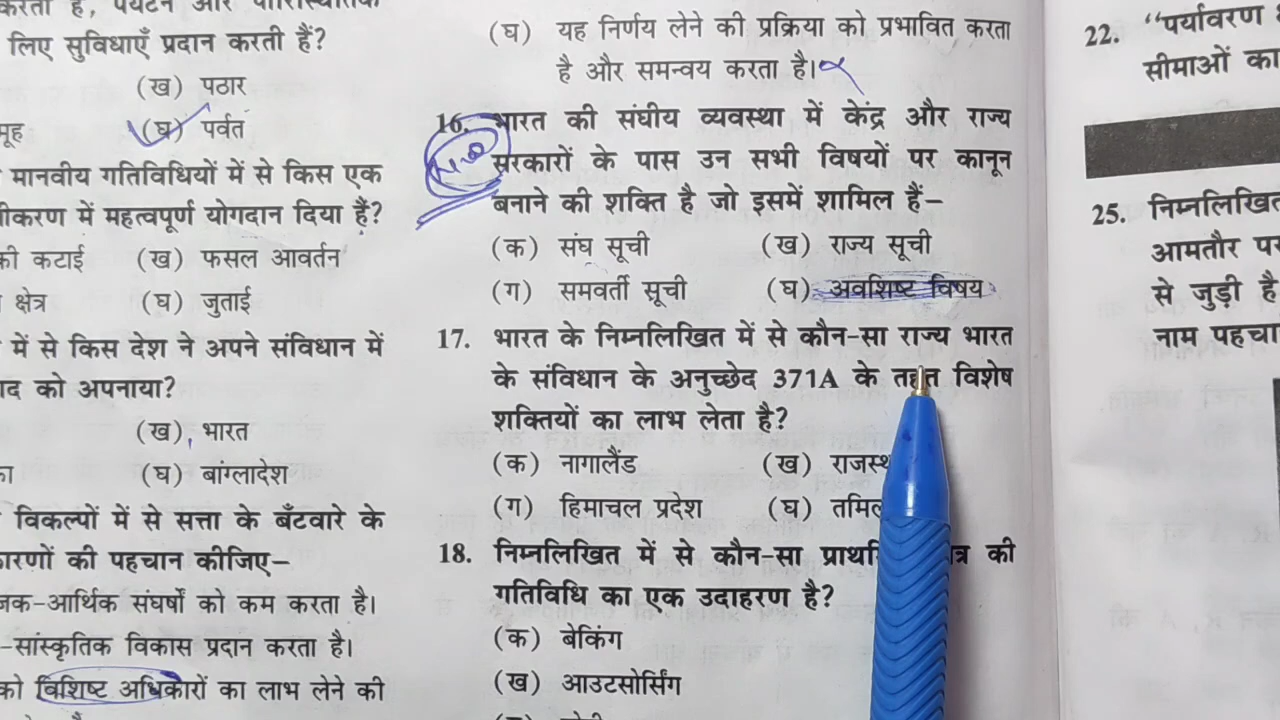 लिए सुविधाएँ प्रदान करती हैं?
(ख) पठार
मूह (घ) पर्वत
मानवीय गतिविधियों में से किस एक
में महत्वपूर्ण योगदान दिया है?
की कटाई (ख) फसल आवर्तन
क्षेत्र (घ) जुताई
में से किस देश ने अपने संविधान में
को अपनाया?
(ख) भारत
(घ) बांग्लादेश
विकल्पों में से सत्ता के बँटवारे के
की पहचान कीजिए–
आर्थिक संघर्षों को कम करता है।
-सांस्कृतिक विकास प्रदान करता है।
को विशिष्ट अधिकारों का लाभ लेने की
(घ) यह निर्णय लेने की प्रक्रिया को प्रभावित करता
है और समन्वय करता है।
16. भारत की संघीय व्यवस्था में केंद्र और राज्य
सरकारों के पास उन सभी विषयों पर कानून
बनाने की शक्ति है जो इसमें शामिल हैं–
(क) संघ सूची (ख) राज्य सूची
(ग) समवर्ती सूची (घ) अवशिष्ट विषय
17. भारत के निम्नलिखित में से कौन-सा राज्य भारत
के संविधान के अनुच्छेद 371A के तहत विशेष
शक्तियों का लाभ लेता है?
(क) नागालैंड (ख)
(ग) हिमाचल प्रदेश (घ)
18. निम्नलिखित में से कौन-सा की
गतिविधि का एक उदाहरण है?
(क) बेकिंग
(ख) आउटसोर्सिंग
22. "पर्यावरण
सीमाओं का
25. निम्नलिखित
आमतौर पर
से जुड़ी है
नाम पहचा